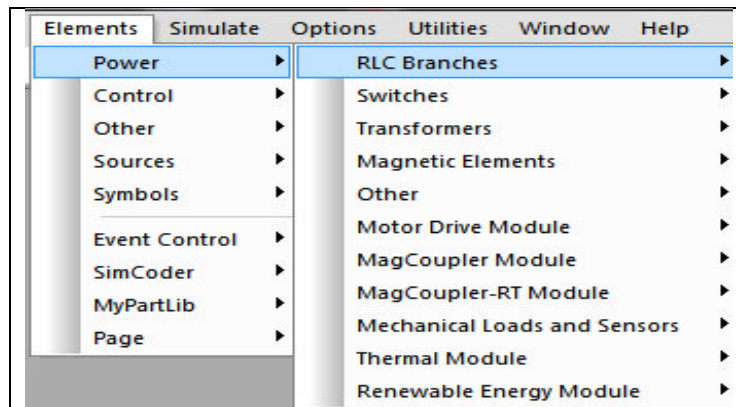 Elements Simulate Options Utilities Window Help
Power
Control
Other
Sources
Symbols
Event Control
SimCoder
MyPartLib
Page
RLC Branches
Switches
Transformers
Magnetic Elements
Other
Motor Drive Module
MagCoupler Module
MagCoupler-RT Module
Mechanical Loads and Sensors
Thermal Module
Renewable Energy Module